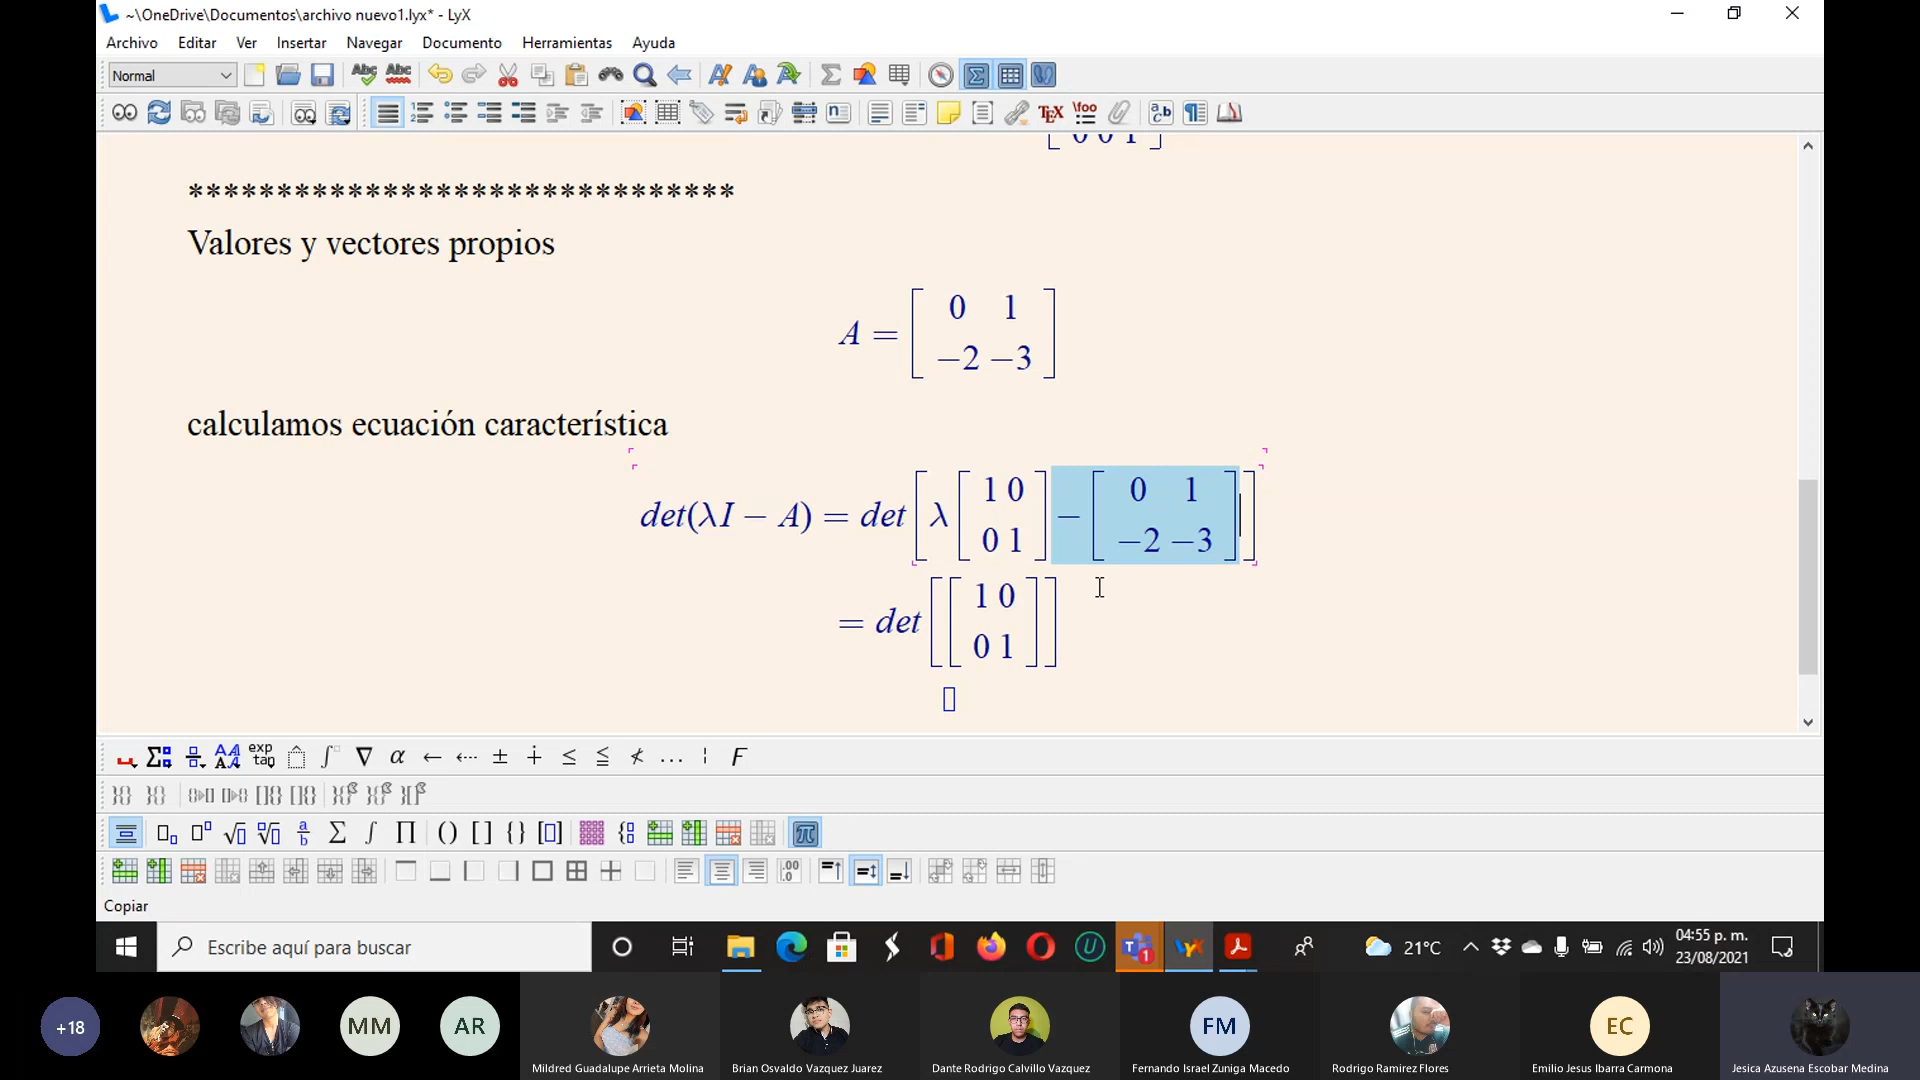 ~\OneDrive\Documentos\archivo nuevo1.lyx* - LyX
Archivo Editar Ver Insertar Navegar Documento Herramientas Ayuda
Normal
0 0 1
*******************************
Valores y vectores propios
A = [ 0 1
−2 −3 ]
calculamos ecuación característica
det(λI − A) = det [ λ [ 1 0
0 1 ] − [ 0 1
−2 −3 ] ]
= det [ [ 1 0
0 1 ] ]
Copiar
Escribe aquí para buscar
21°C
04:55 p. m.
23/08/2021
+18
MM
AR
FM
EC
Mildred Guadalupe Arrieta Molina
Brian Osvaldo Vazquez Juarez
Dante Rodrigo Calvillo Vazquez
Fernando Israel Zuniga Macedo
Rodrigo Ramirez Flores
Emilio Jesus Ibarra Carmona
Jesica Azusena Escobar Medina